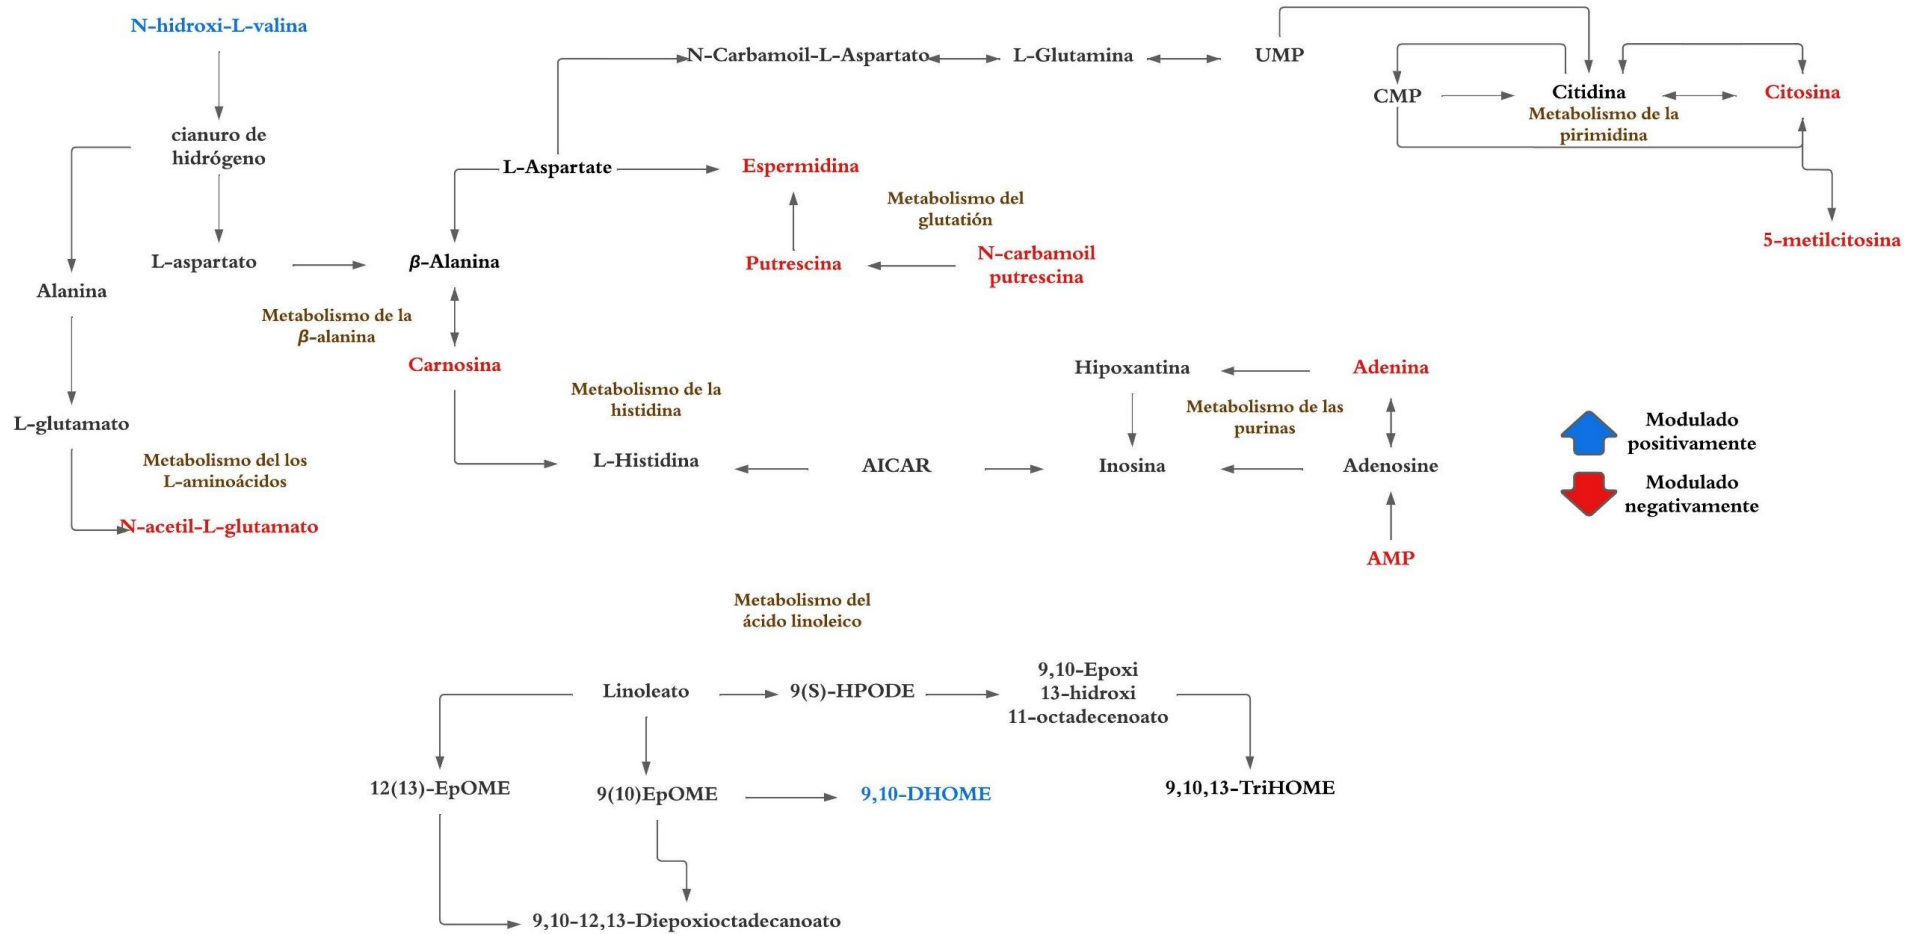 N-hidroxi-L-valina
cianuro de
hidrógeno
Alanina
L-aspartato
L-glutamato
Metabolismo del los
L-aminoácidos
N-acetil-L-glutamato
N-Carbamoil-L-Aspartato
L-Glutamina
UMP
L-Aspartate
Espermidina
Metabolismo del
glutatión
β-Alanina
Putrescina
N-carbamoil
putrescina
Metabolismo de la
β-alanina
Carnosina
Metabolismo de la
histidina
L-Histidina
AICAR
CMP
Citidina
Citosina
Metabolismo de la
pirimidina
5-metilcitosina
Hipoxantina
Adenina
Metabolismo de las
purinas
Inosina
Adenosine
AMP
Modulado
positivamente
Modulado
negativamente
Metabolismo del
ácido linoleico
Linoleato
9(S)-HPODE
9,10-Epoxi
13-hidroxi
11-octadecenoato
12(13)-EpOME
9(10)EpOME
9,10-DHOME
9,10,13-TriHOME
9,10-12,13-Diepoxioctadecanoato